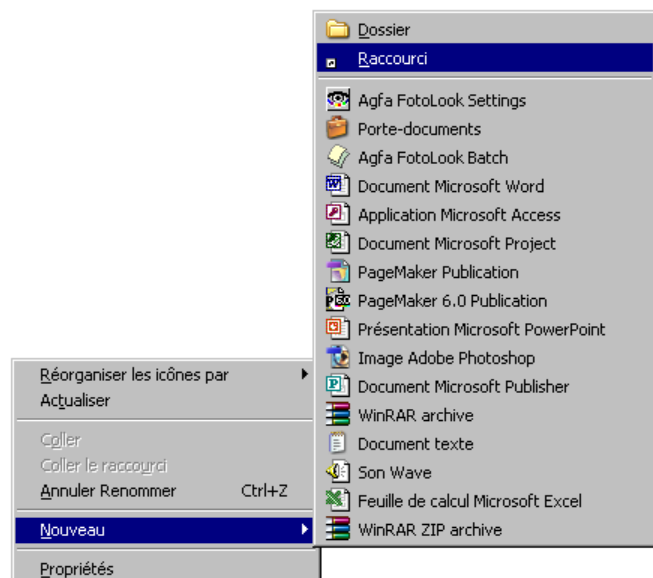 Dossier
Raccourci
Agfa FotoLook Settings
Porte-documents
Agfa FotoLook Batch
Document Microsoft Word
Application Microsoft Access
Document Microsoft Project
PageMaker Publication
PageMaker 6.0 Publication
Présentation Microsoft PowerPoint
Image Adobe Photoshop
Document Microsoft Publisher
WinRAR archive
Document texte
Son Wave
Feuille de calcul Microsoft Excel
WinRAR ZIP archive
Réorganiser les icônes par
Actualiser
Coller
Coller le raccourci
Annuler Renommer Ctrl+Z
Nouveau
Propriétés